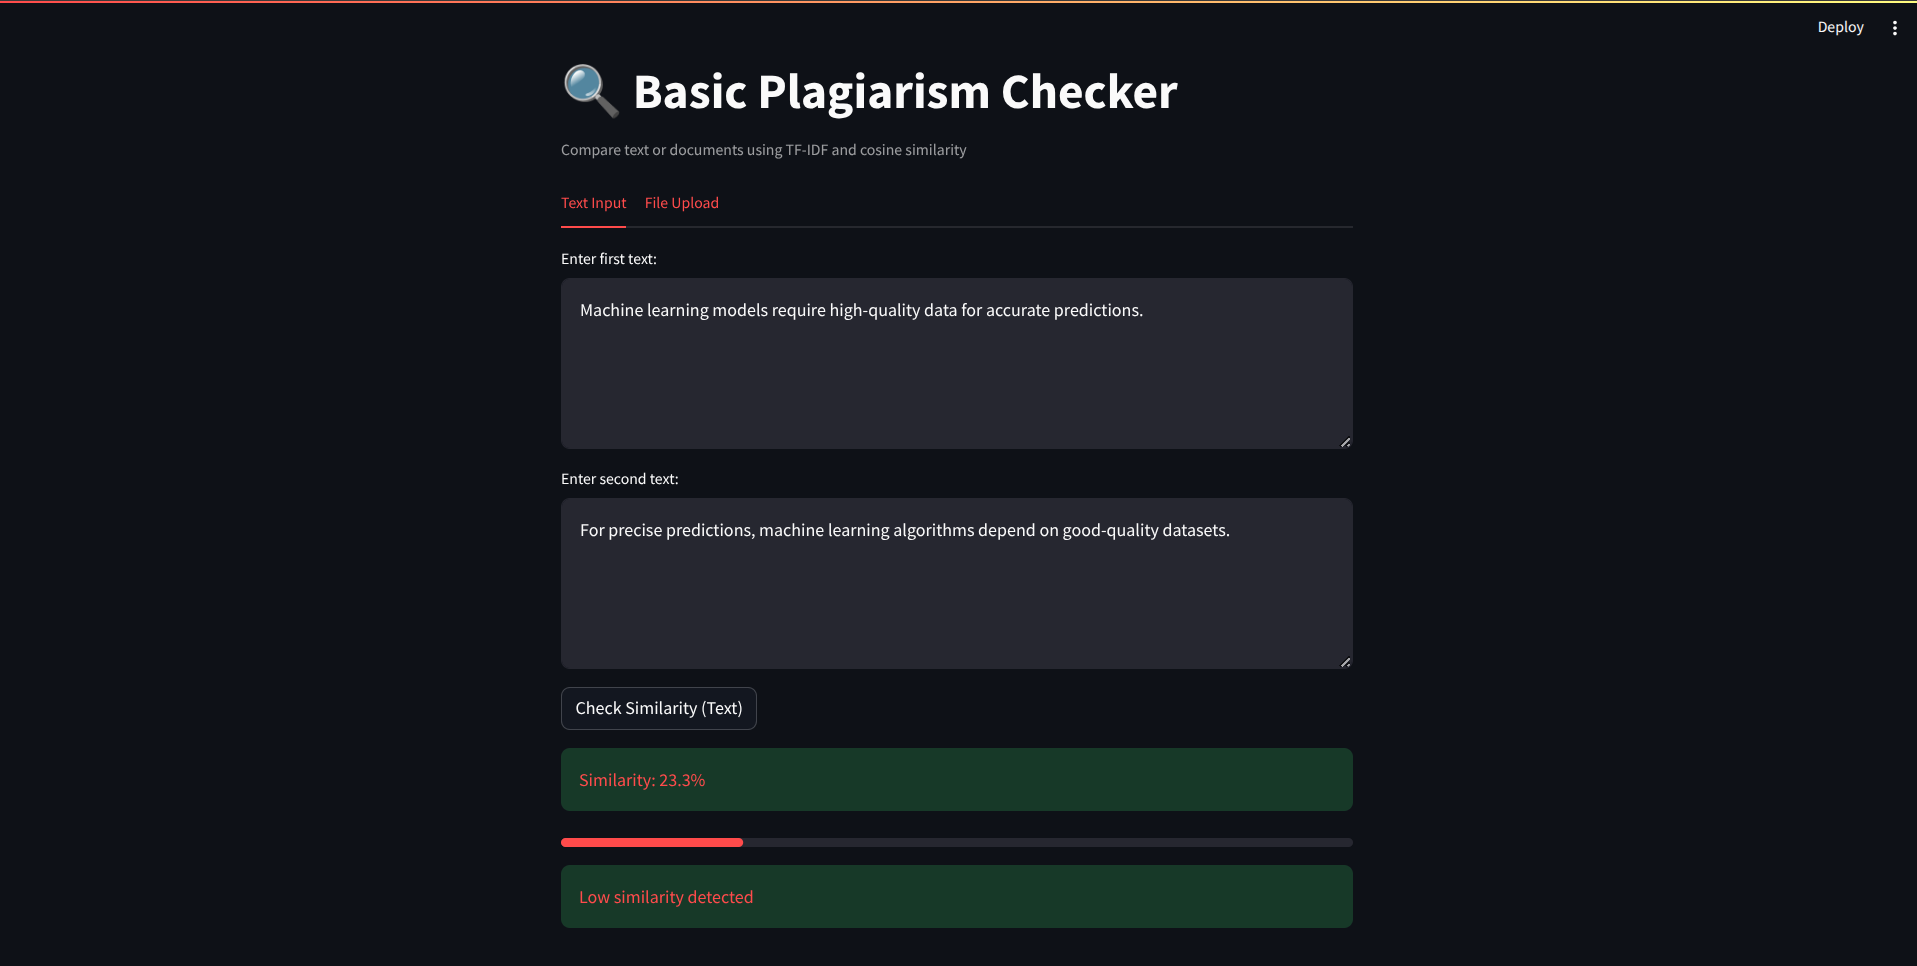 Deploy
Basic Plagiarism Checker
Compare text or documents using TF-IDF and cosine similarity
Text Input File Upload
Enter first text:
Machine learning models require high-quality data for accurate predictions.
Enter second text:
For precise predictions, machine learning algorithms depend on good-quality datasets.
Check Similarity (Text)
Similarity: 23.3%
Low similarity detected